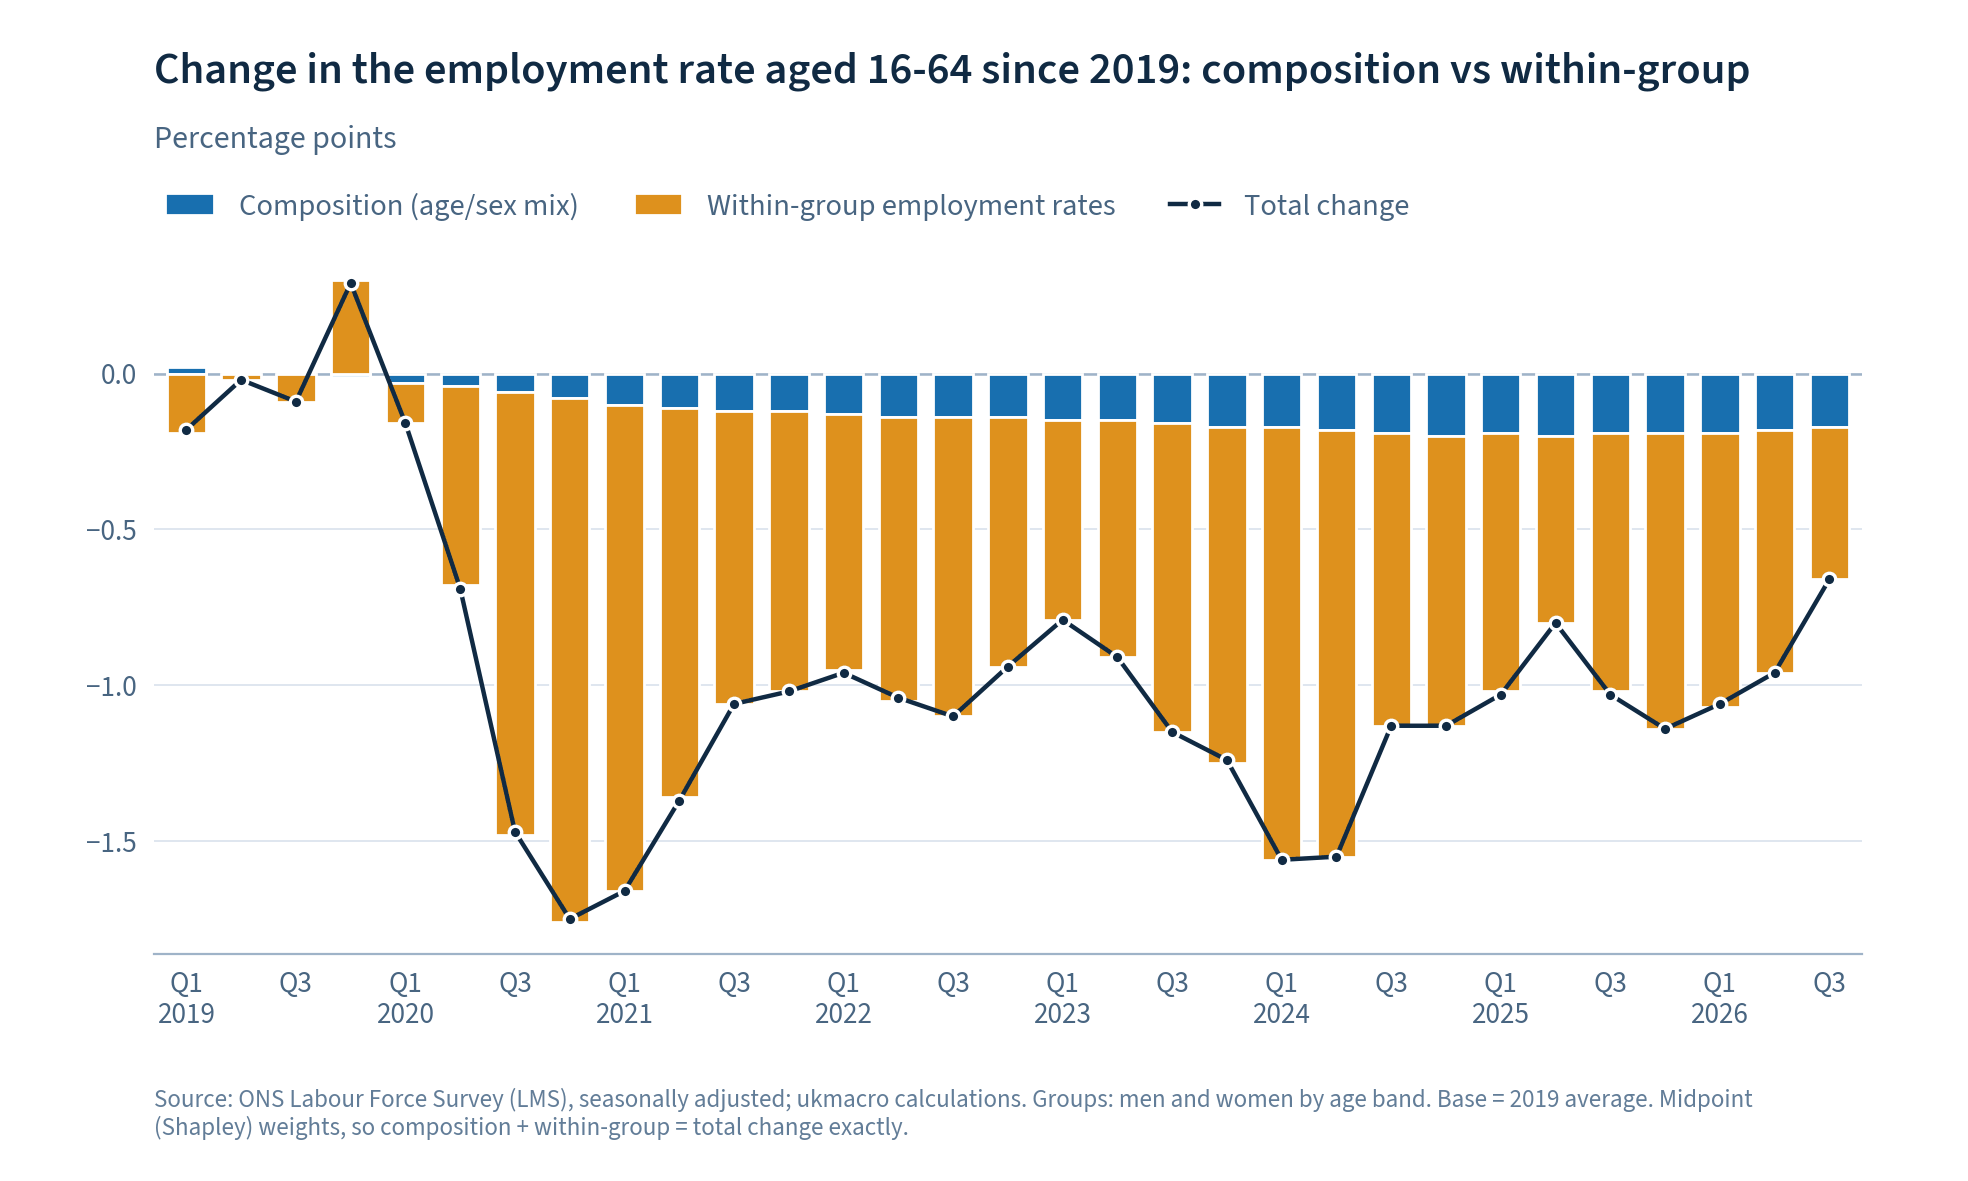 Change in the employment rate aged 16-64 since 2019: composition vs within-group
Percentage points
Composition (age/sex mix)
Within-group employment rates
Total change
0.0
−0.5
−1.0
−1.5
Q1 Q3 Q1 Q3 Q1 Q3 Q1 Q3 Q1 Q3 Q1 Q3 Q1 Q3 Q1 Q3
2019 2020 2021 2022 2023 2024 2025 2026
Source: ONS Labour Force Survey (LMS), seasonally adjusted; ukmacro calculations. Groups: men and women by age band. Base = 2019 average. Midpoint
(Shapley) weights, so composition + within-group = total change exactly.